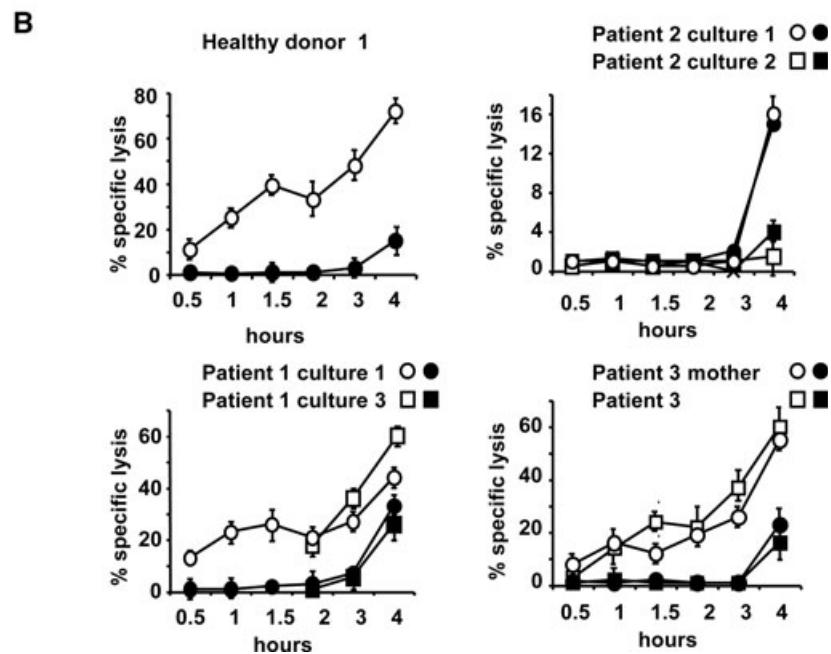 B
Healthy donor 1
% specific lysis
80
60
40
20
0
0.5 1 1.5 2 3 4
hours
Patient 2 culture 1
Patient 2 culture 2
% specific lysis
16
12
8
4
0
0.5 1 1.5 2 3 4
hours
Patient 1 culture 1
Patient 1 culture 3
% specific lysis
60
40
20
0
0.5 1 1.5 2 3 4
hours
Patient 3 mother
Patient 3
% specific lysis
60
40
20
0
0.5 1 1.5 2 3 4
hours